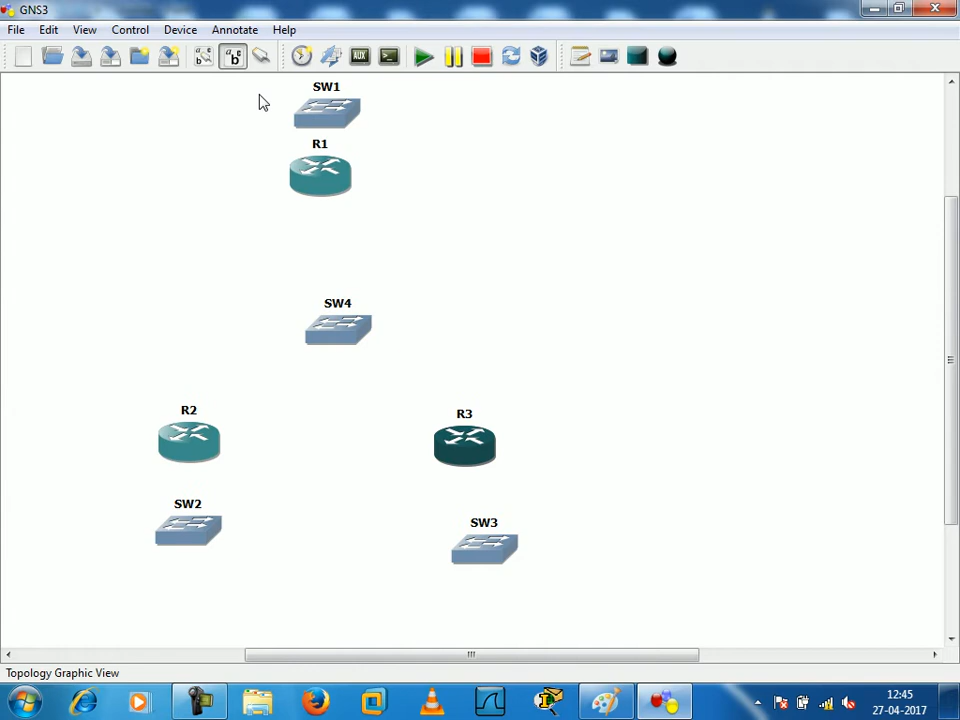 GNS3
File Edit View Control Device Annotate Help
AUX
SW1
R1
SW4
R2
R3
SW2
SW3
Topology Graphic View
12:45
27-04-2017